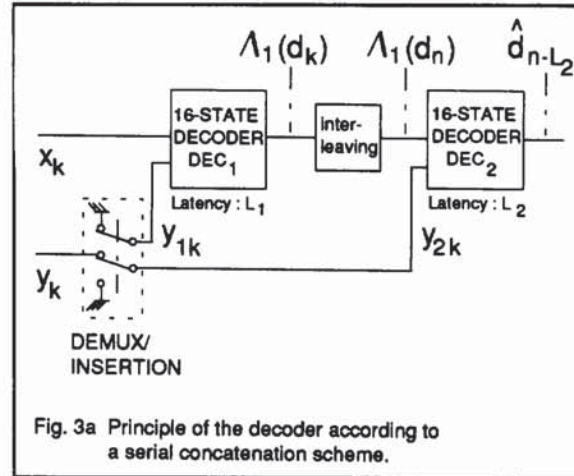 Λ₁(dₖ)
Λ₁(dₙ)
d̂ₙ₋L₂
16-STATE
DECODER
DEC₁
inter-
leaving
16-STATE
DECODER
DEC₂
xₖ
Latency : L₁
Latency : L₂
y₁ₖ
y₂ₖ
yₖ
DEMUX/
INSERTION
Fig. 3a Principle of the decoder according to
a serial concatenation scheme.